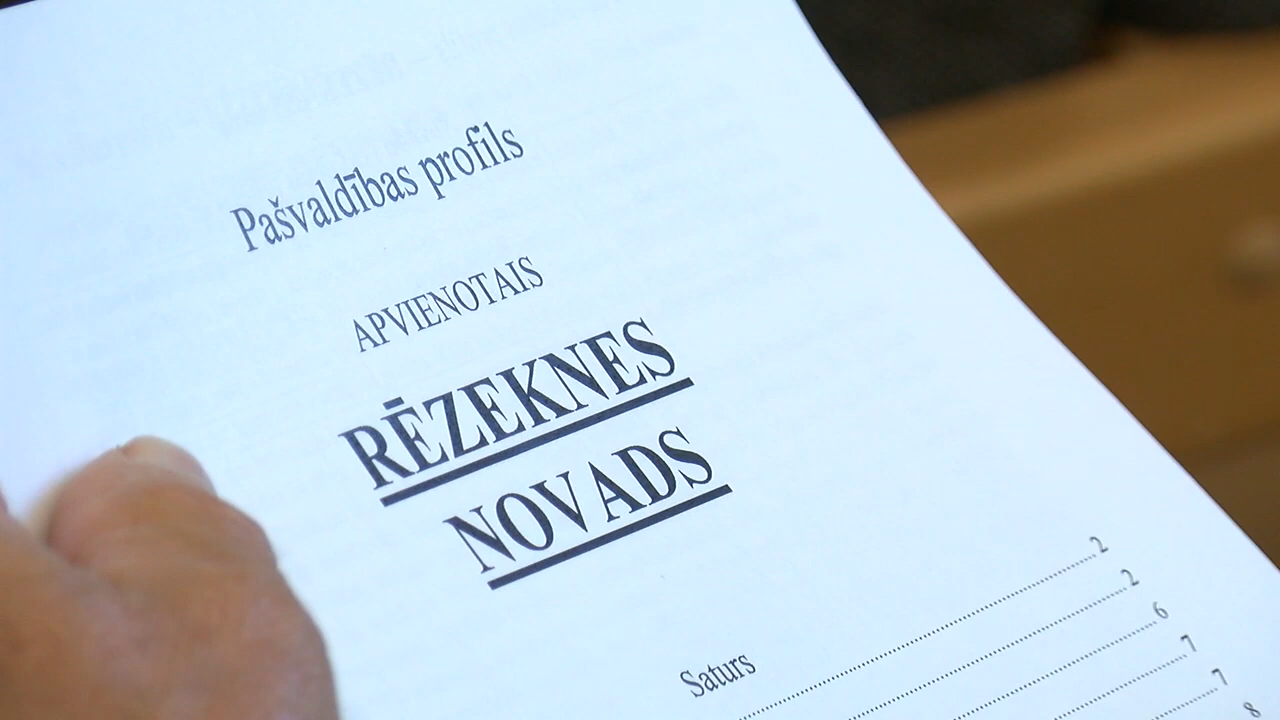 Pašvaldības profils
APVIENOTAIS
RĒZEKNES
NOVADS
Saturs
2
2
6
7
7
8